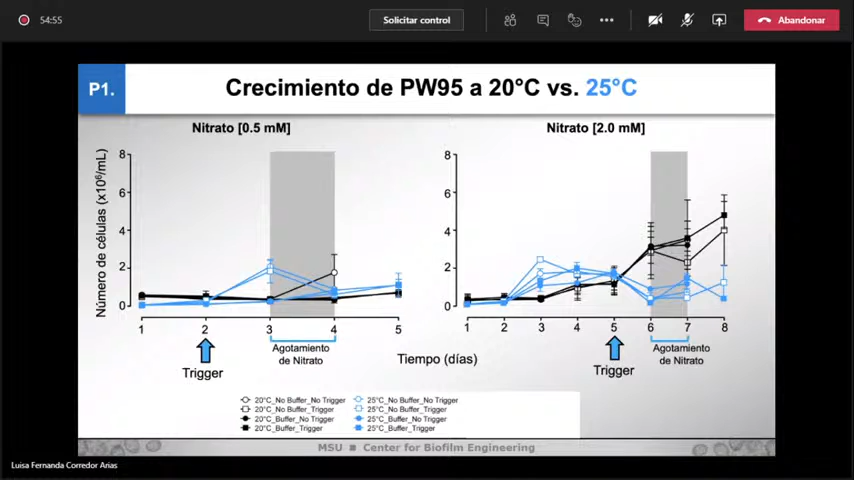 54:55
Solicitar control
Abandonar
P1.
Crecimiento de PW95 a 20°C vs. 25°C
Nitrato [0.5 mM]
Nitrato [2.0 mM]
Número de células (x10⁶/mL)
8
6
4
2
0
1 2 3 4 5
8
6
4
2
0
1 2 3 4 5 6 7 8
Trigger
Agotamiento
de Nitrato
Tiempo (días)
Trigger
Agotamiento
de Nitrato
20°C_No Buffer_No Trigger
20°C_No Buffer_Trigger
20°C_Buffer_No Trigger
20°C_Buffer_Trigger
25°C_No Buffer_No Trigger
25°C_No Buffer_Trigger
25°C_Buffer_No Trigger
25°C_Buffer_Trigger
MSU ■ Center for Biofilm Engineering
Luisa Fernanda Corredor Arias